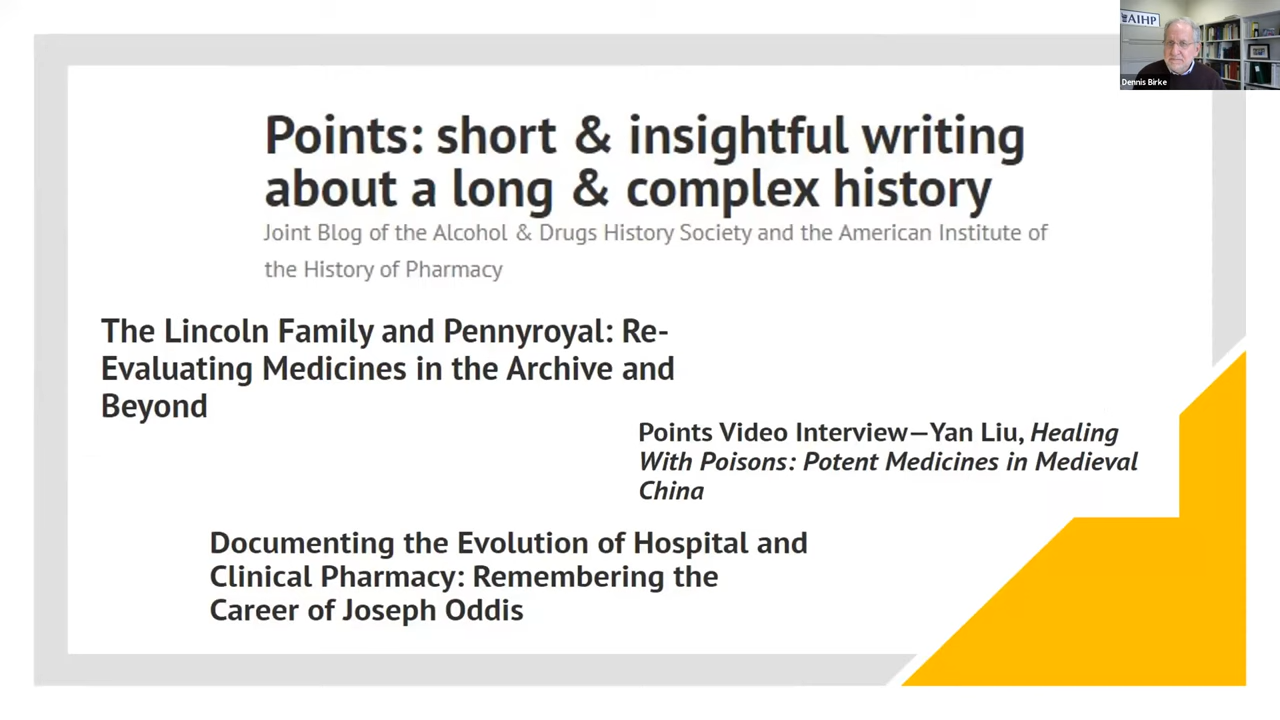 AIHP
Dennis Birke
Points: short & insightful writing
about a long & complex history
Joint Blog of the Alcohol & Drugs History Society and the American Institute of
the History of Pharmacy
The Lincoln Family and Pennyroyal: Re-
Evaluating Medicines in the Archive and
Beyond
Points Video Interview—Yan Liu, Healing
With Poisons: Potent Medicines in Medieval
China
Documenting the Evolution of Hospital and
Clinical Pharmacy: Remembering the
Career of Joseph Oddis